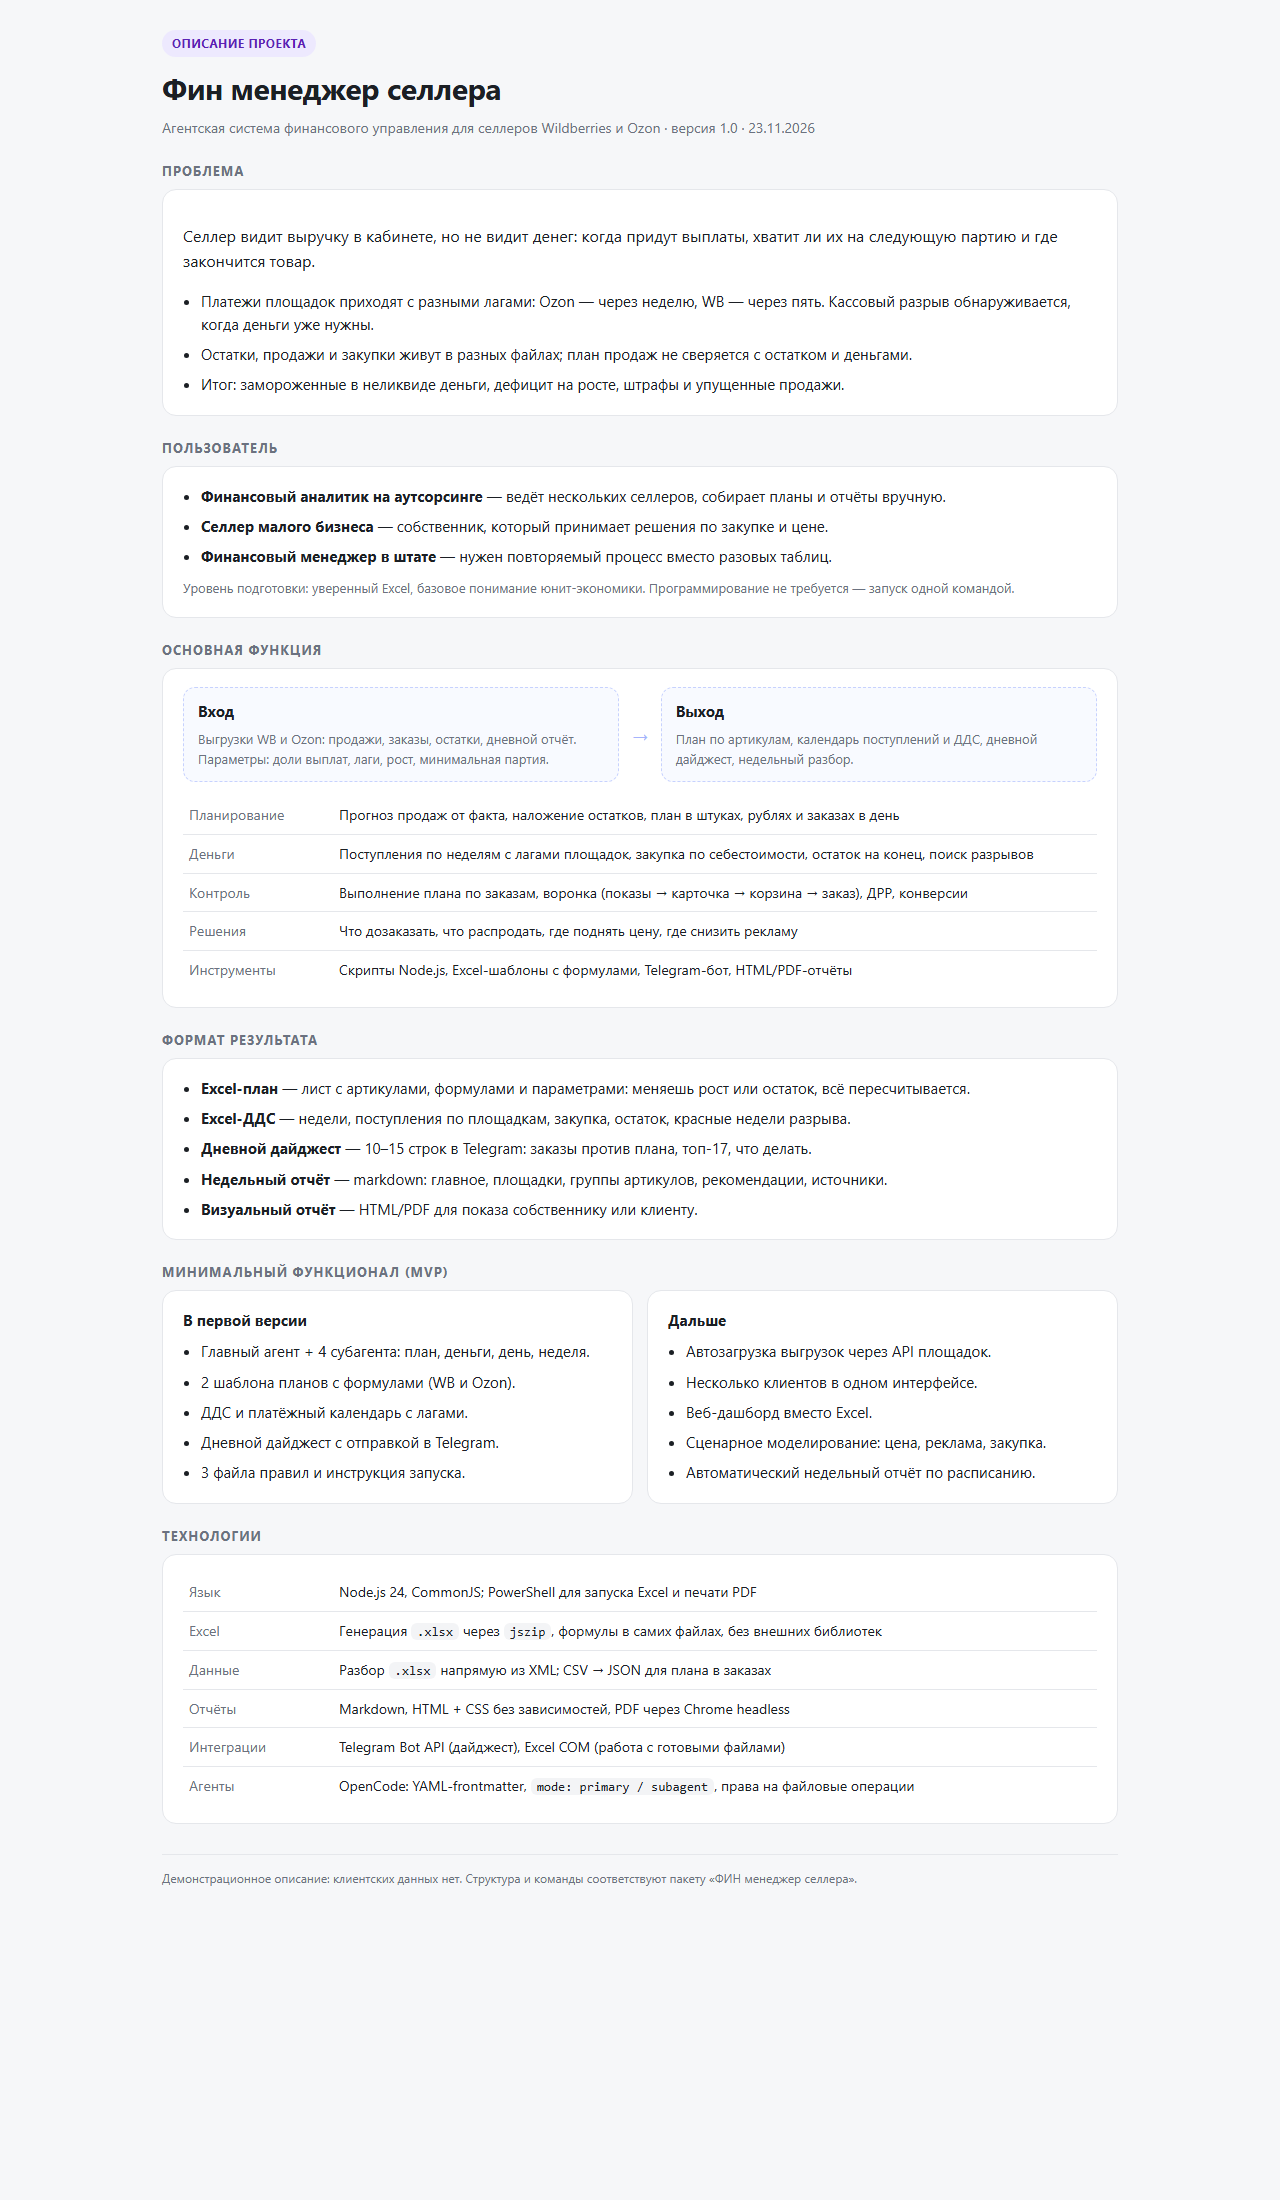 ОПИСАНИЕ ПРОЕКТА
Фин менеджер селлера
Агентская система финансового управления для селлеров Wildberries и Ozon · версия 1.0 · 23.11.2026
ПРОБЛЕМА
Селлер видит выручку в кабинете, но не видит денег: когда придут выплаты, хватит ли их на следующую партию и где
закончится товар.
• Платежи площадок приходят с разными лагами: Ozon — через неделю, WB — через пять. Кассовый разрыв обнаруживается,
когда деньги уже нужны.
• Остатки, продажи и закупки живут в разных файлах; план продаж не сверяется с остатком и деньгами.
• Итог: замороженные в неликвиде деньги, дефицит на росте, штрафы и упущенные продажи.
ПОЛЬЗОВАТЕЛЬ
• Финансовый аналитик на аутсорсинге — ведёт нескольких селлеров, собирает планы и отчёты вручную.
• Селлер малого бизнеса — собственник, который принимает решения по закупке и цене.
• Финансовый менеджер в штате — нужен повторяемый процесс вместо разовых таблиц.
Уровень подготовки: уверенный Excel, базовое понимание юнит-экономики. Программирование не требуется — запуск одной командой.
ОСНОВНАЯ ФУНКЦИЯ
Вход
Выгрузки WB и Ozon: продажи, заказы, остатки, дневной отчёт.
Параметры: доли выплат, лаги, рост, минимальная партия.
→
Выход
План по артикулам, календарь поступлений и ДДС, дневной
дайджест, недельный разбор.
Планирование Прогноз продаж от факта, наложение остатков, план в штуках, рублях и заказах в день
Деньги Поступления по неделям с лагами площадок, закупка по себестоимости, остаток на конец, поиск разрывов
Контроль Выполнение плана по заказам, воронка (показы → карточка → корзина → заказ), ДРР, конверсии
Решения Что дозаказать, что распродать, где поднять цену, где снизить рекламу
Инструменты Скрипты Node.js, Excel-шаблоны с формулами, Telegram-бот, HTML/PDF-отчёты
ФОРМАТ РЕЗУЛЬТАТА
• Excel-план — лист с артикулами, формулами и параметрами: меняешь рост или остаток, всё пересчитывается.
• Excel-ДДС — недели, поступления по площадкам, закупка, остаток, красные недели разрыва.
• Дневной дайджест — 10–15 строк в Telegram: заказы против плана, топ-17, что делать.
• Недельный отчёт — markdown: главное, площадки, группы артикулов, рекомендации, источники.
• Визуальный отчёт — HTML/PDF для показа собственнику или клиенту.
МИНИМАЛЬНЫЙ ФУНКЦИОНАЛ (MVP)
В первой версии
• Главный агент + 4 субагента: план, деньги, день, неделя.
• 2 шаблона планов с формулами (WB и Ozon).
• ДДС и платёжный календарь с лагами.
• Дневной дайджест с отправкой в Telegram.
• 3 файла правил и инструкция запуска.
Дальше
• Автозагрузка выгрузок через API площадок.
• Несколько клиентов в одном интерфейсе.
• Веб-дашборд вместо Excel.
• Сценарное моделирование: цена, реклама, закупка.
• Автоматический недельный отчёт по расписанию.
ТЕХНОЛОГИИ
Язык Node.js 24, CommonJS; PowerShell для запуска Excel и печати PDF
Excel Генерация .xlsx через jszip, формулы в самих файлах, без внешних библиотек
Данные Разбор .xlsx напрямую из XML; CSV → JSON для плана в заказах
Отчёты Markdown, HTML + CSS без зависимостей, PDF через Chrome headless
Интеграции Telegram Bot API (дайджест), Excel COM (работа с готовыми файлами)
Агенты OpenCode: YAML-frontmatter, mode: primary / subagent, права на файловые операции
Демонстрационное описание: клиентских данных нет. Структура и команды соответствуют пакету «ФИН менеджер селлера».